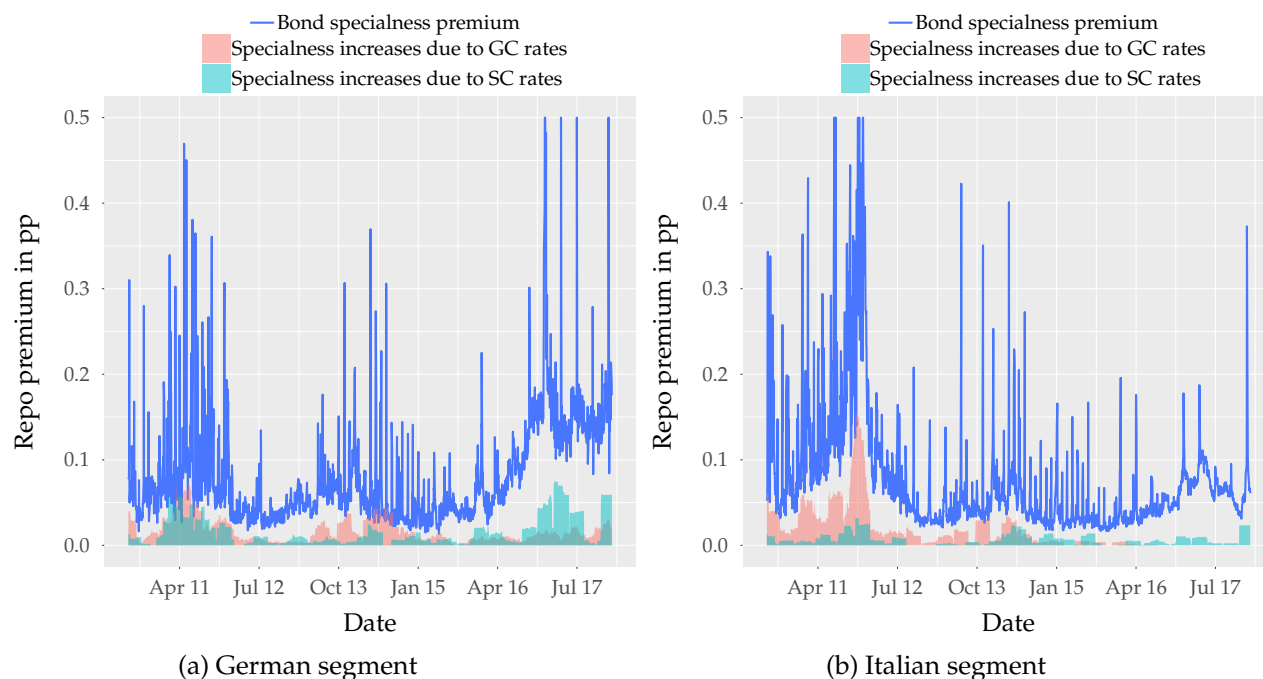 Bond specialness premium
Specialness increases due to GC rates
Specialness increases due to SC rates
0.5
0.4
0.3
0.2
0.1
0.0
Repo premium in pp
Apr 11 Jul 12 Oct 13 Jan 15 Apr 16 Jul 17
Date
(a) German segment
Bond specialness premium
Specialness increases due to GC rates
Specialness increases due to SC rates
0.5
0.4
0.3
0.2
0.1
0.0
Repo premium in pp
Apr 11 Jul 12 Oct 13 Jan 15 Apr 16 Jul 17
Date
(b) Italian segment